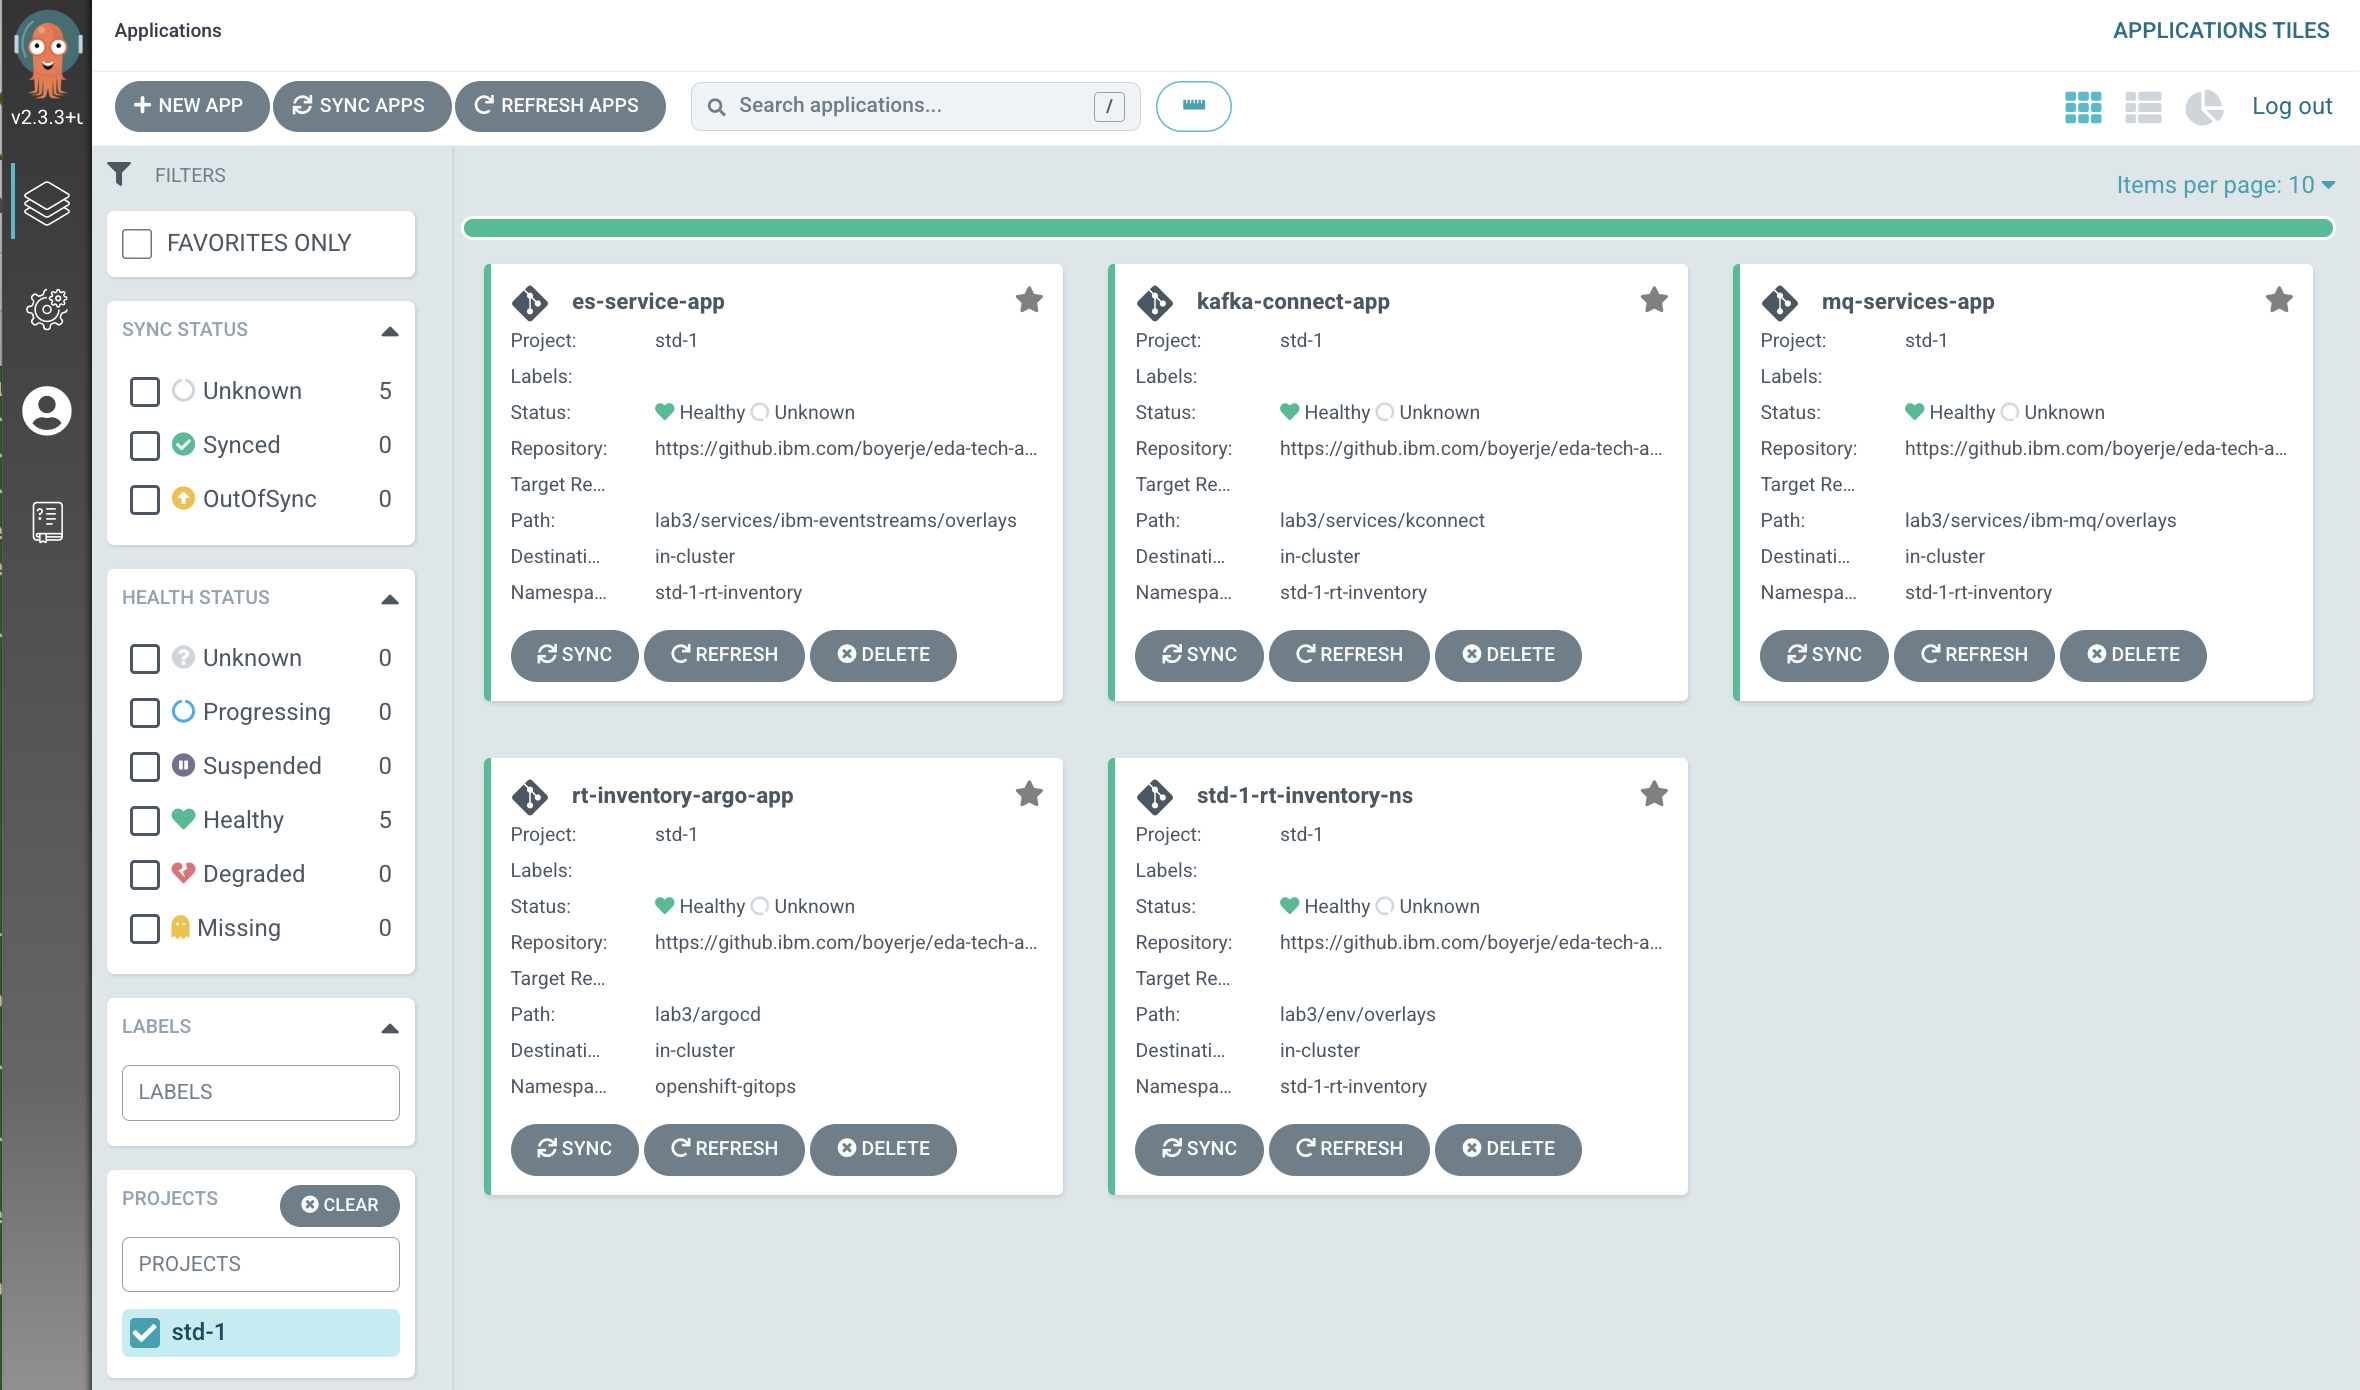 Applications
APPLICATIONS TILES
v2.3.3+u
NEW APP
SYNC APPS
REFRESH APPS
Search applications...
/
Log out
FILTERS
FAVORITES ONLY
SYNC STATUS
Unknown 5
Synced 0
OutOfSync 0
HEALTH STATUS
Unknown 0
Progressing 0
Suspended 0
Healthy 5
Degraded 0
Missing 0
LABELS
LABELS
PROJECTS
CLEAR
PROJECTS
std-1
Items per page: 10
es-service-app
Project: std-1
Labels:
Status: Healthy Unknown
Repository: https://github.ibm.com/boyerje/eda-tech-a...
Target Re...
Path: lab3/services/ibm-eventstreams/overlays
Destinati... in-cluster
Namespa... std-1-rt-inventory
SYNC REFRESH DELETE
kafka-connect-app
Project: std-1
Labels:
Status: Healthy Unknown
Repository: https://github.ibm.com/boyerje/eda-tech-a...
Target Re...
Path: lab3/services/kconnect
Destinati... in-cluster
Namespa... std-1-rt-inventory
SYNC REFRESH DELETE
mq-services-app
Project: std-1
Labels:
Status: Healthy Unknown
Repository: https://github.ibm.com/boyerje/eda-tech-a...
Target Re...
Path: lab3/services/ibm-mq/overlays
Destinati... in-cluster
Namespa... std-1-rt-inventory
SYNC REFRESH DELETE
rt-inventory-argo-app
Project: std-1
Labels:
Status: Healthy Unknown
Repository: https://github.ibm.com/boyerje/eda-tech-a...
Target Re...
Path: lab3/argocd
Destinati... in-cluster
Namespa... openshift-gitops
SYNC REFRESH DELETE
std-1-rt-inventory-ns
Project: std-1
Labels:
Status: Healthy Unknown
Repository: https://github.ibm.com/boyerje/eda-tech-a...
Target Re...
Path: lab3/env/overlays
Destinati... in-cluster
Namespa... std-1-rt-inventory
SYNC REFRESH DELETE